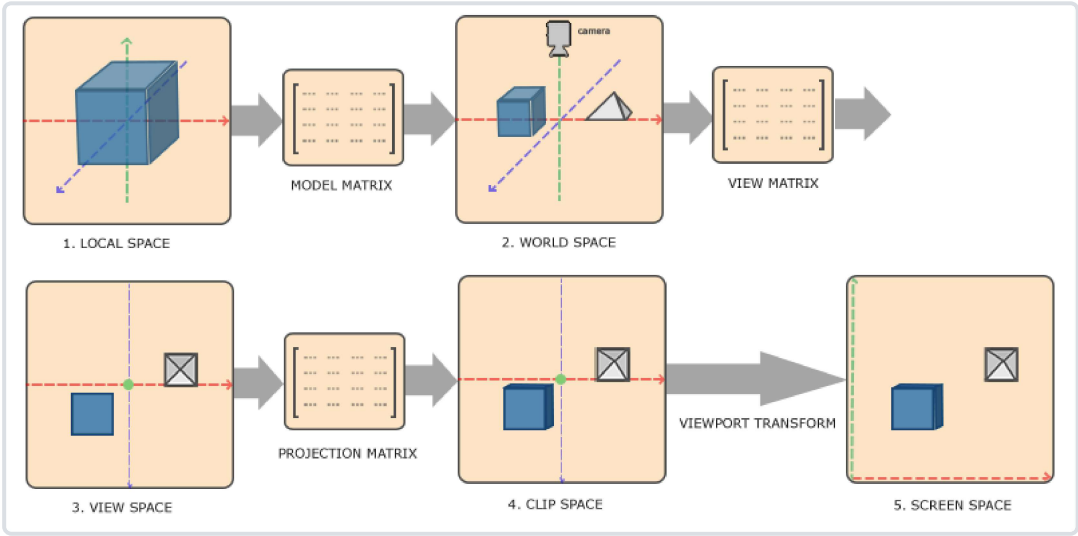 camera
MODEL MATRIX
VIEW MATRIX
1. LOCAL SPACE
2. WORLD SPACE
PROJECTION MATRIX
VIEWPORT TRANSFORM
3. VIEW SPACE
4. CLIP SPACE
5. SCREEN SPACE